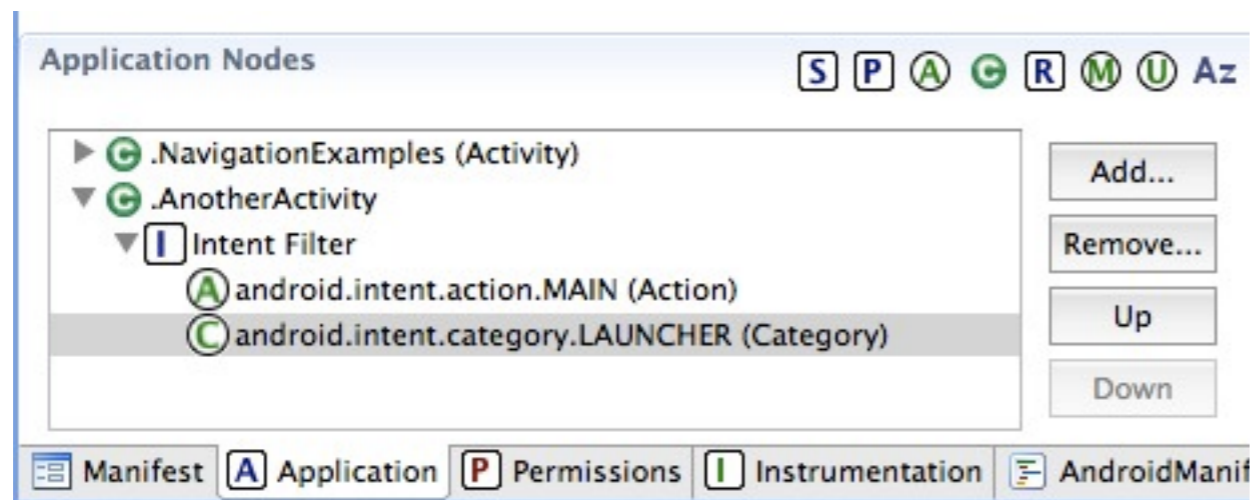 Application Nodes
S P A C R M U Az
.NavigationExamples (Activity)
Add...
.AnotherActivity
I Intent Filter
Remove...
A android.intent.action.MAIN (Action)
Up
C android.intent.category.LAUNCHER (Category)
Down
Manifest A Application P Permissions I Instrumentation AndroidManif